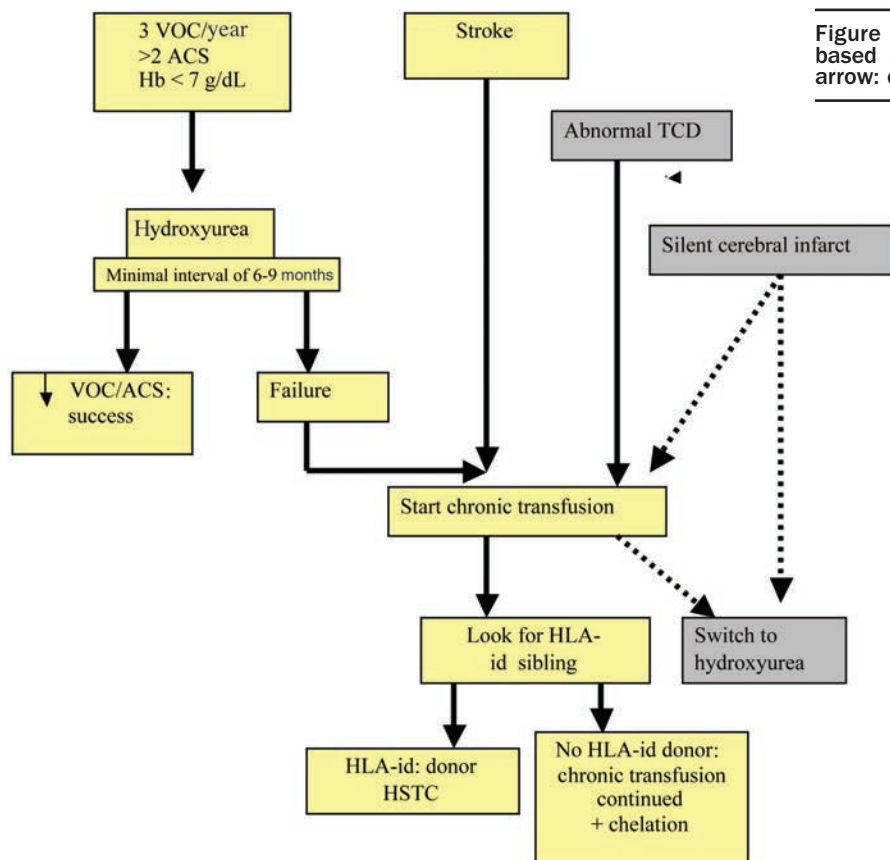 3 VOC/year
>2 ACS
Hb < 7 g/dL
Stroke
Figure
based
arrow:
Abnormal TCD
Hydroxyurea
Silent cerebral infarct
Minimal interval of 6-9 months
VOC/ACS:
success
Failure
Start chronic transfusion
Look for HLA-
id sibling
Switch to
hydroxyurea
HLA-id: donor
HSTC
No HLA-id donor:
chronic transfusion
continued
+ chelation